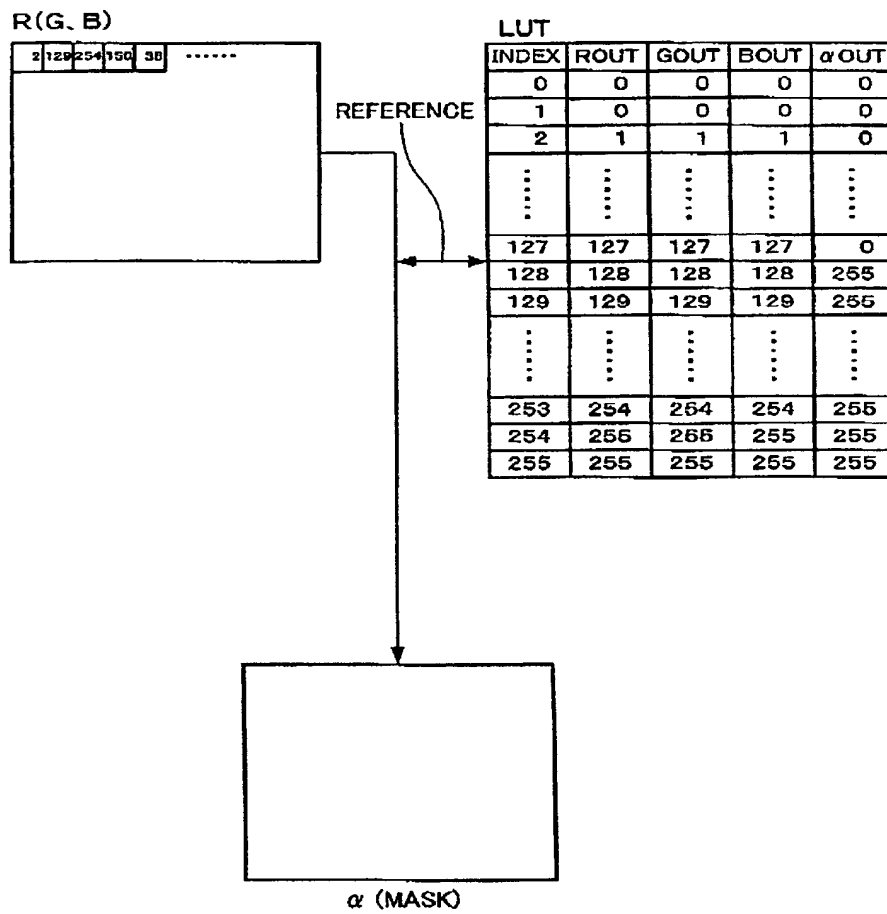 R(G、B)
2 129 254 150 38 ······
REFERENCE
LUT
INDEX ROUT GOUT BOUT αOUT
0 0 0 0 0
1 0 0 0 0
2 1 1 1 0
127 127 127 127 0
128 128 128 128 255
129 129 129 129 255
253 254 254 254 255
254 255 255 255 255
255 255 255 255 255
α (MASK)